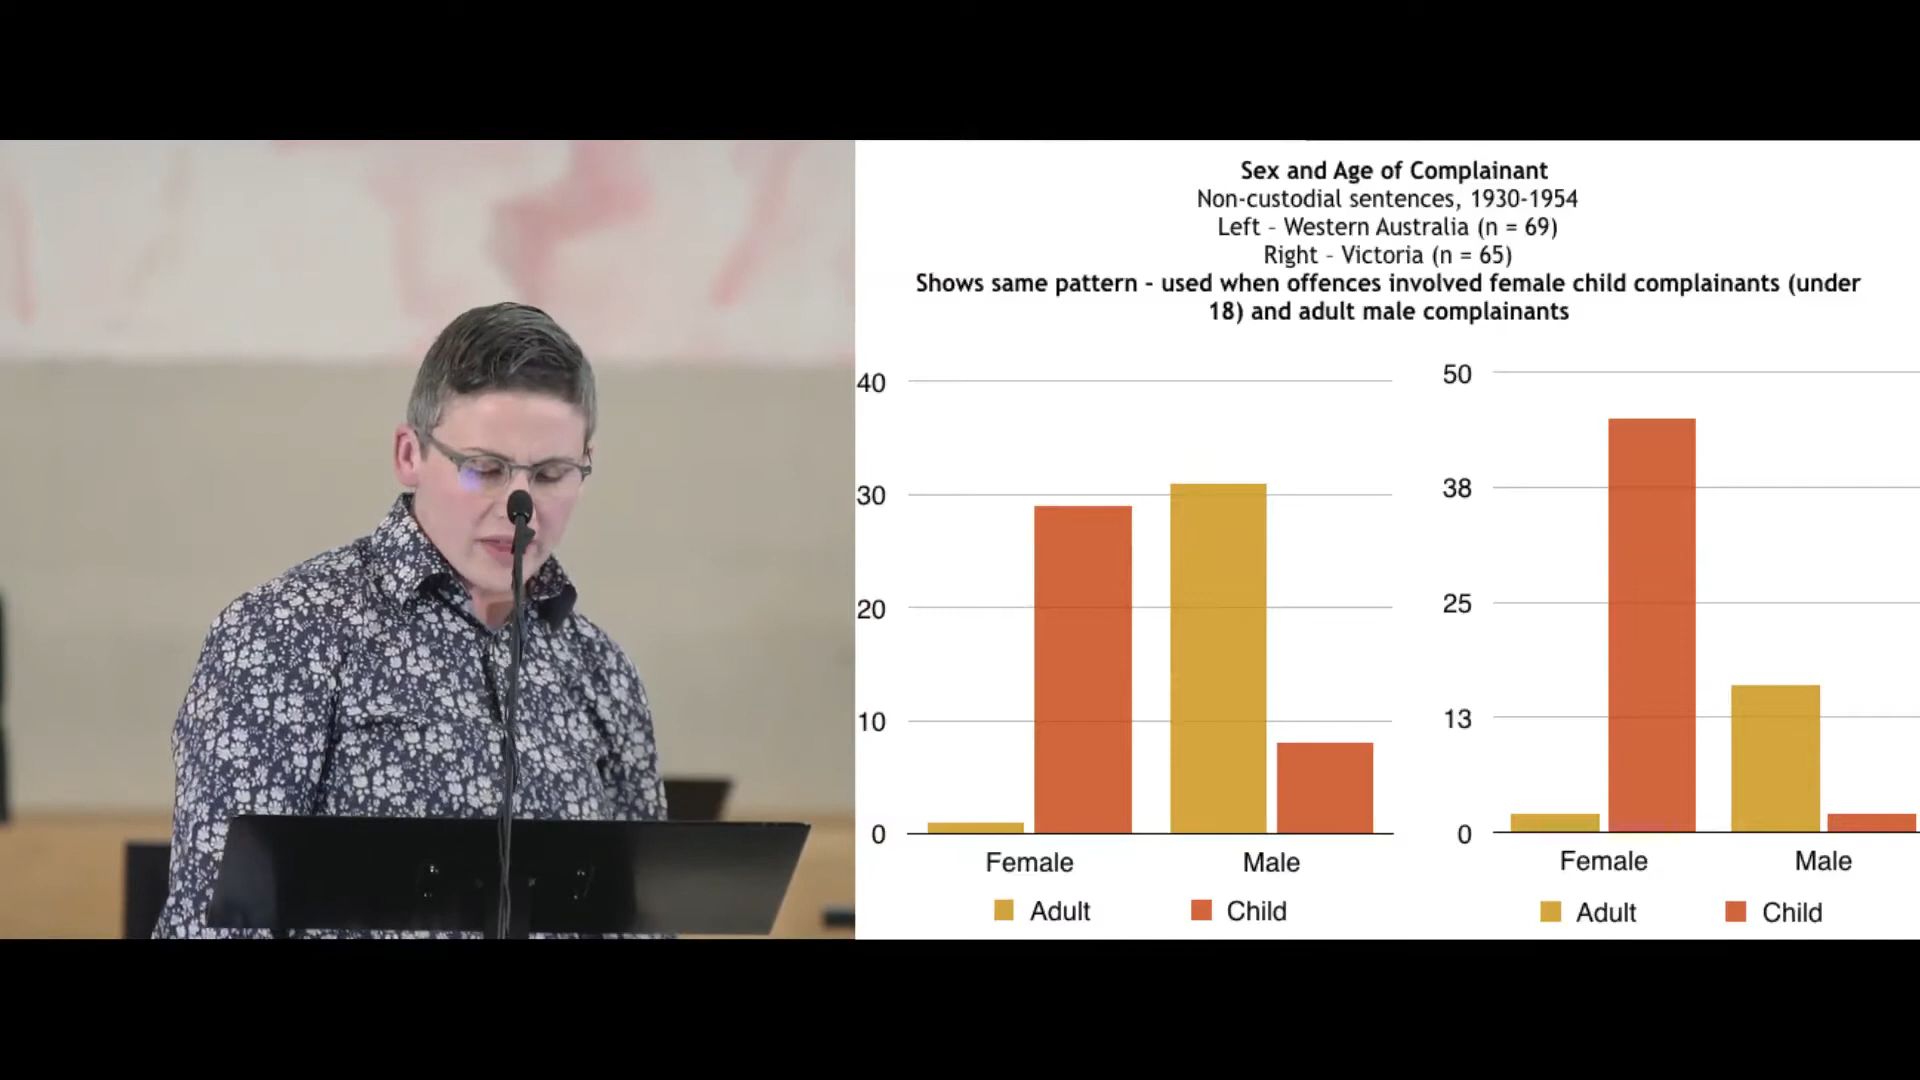 Sex and Age of Complainant
Non-custodial sentences, 1930-1954
Left - Western Australia (n = 69)
Right - Victoria (n = 65)
Shows same pattern - used when offences involved female child complainants (under
18) and adult male complainants
40
30
20
10
0
Female
Male
Adult
Child
50
38
25
13
0
Female
Male
Adult
Child